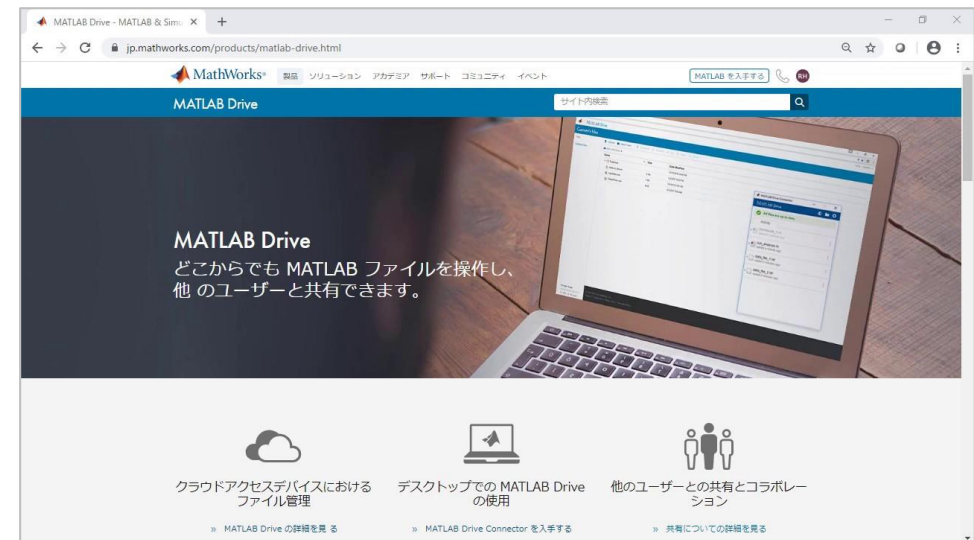 MATLAB Drive - MATLAB & Simu
jp.mathworks.com/products/matlab-drive.html
MathWorks® 製品 ソリューション アカデミア サポート コミュニティ イベント MATLAB を入手する RH
MATLAB Drive サイト内検索
MATLAB Drive
どこからでも MATLAB ファイルを操作し、
他 のユーザーと共有できます。
クラウドアクセスデバイスにおける
ファイル管理
» MATLAB Drive の詳細を見 る
デスクトップでの MATLAB Drive
の使用
» MATLAB Drive Connector を入手する
他のユーザーとの共有とコラボレー
ション
» 共有についての詳細を見る